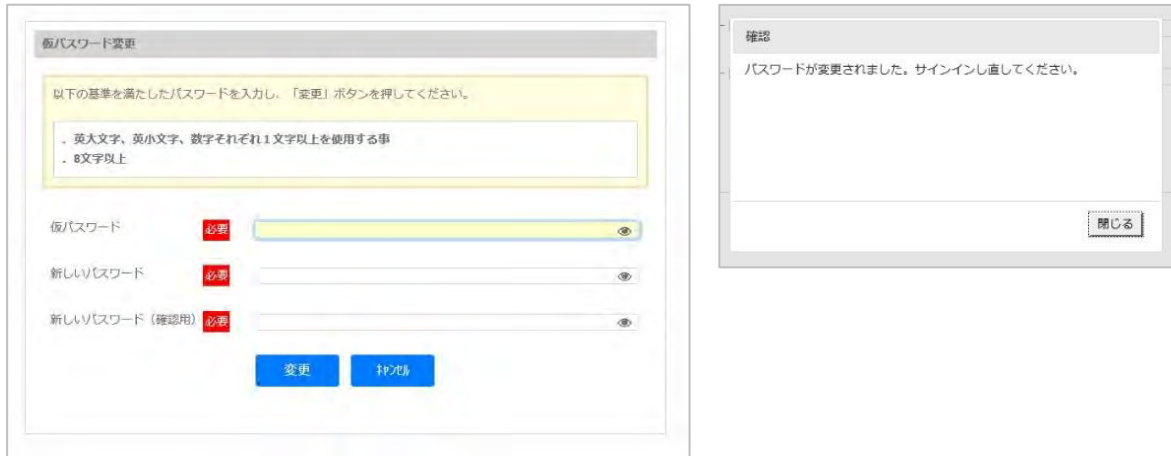 仮パスワード変更
以下の基準を満たしたパスワードを入力し、「変更」ボタンを押してください。
. 英大文字、英小文字、数字それぞれ1文字以上を使用する事
. 8文字以上
仮パスワード 必要
新しいパスワード 必要
新しいパスワード（確認用） 必要
変更 ｷｬﾝｾﾙ
確認
パスワードが変更されました。サインインし直してください。
閉じる